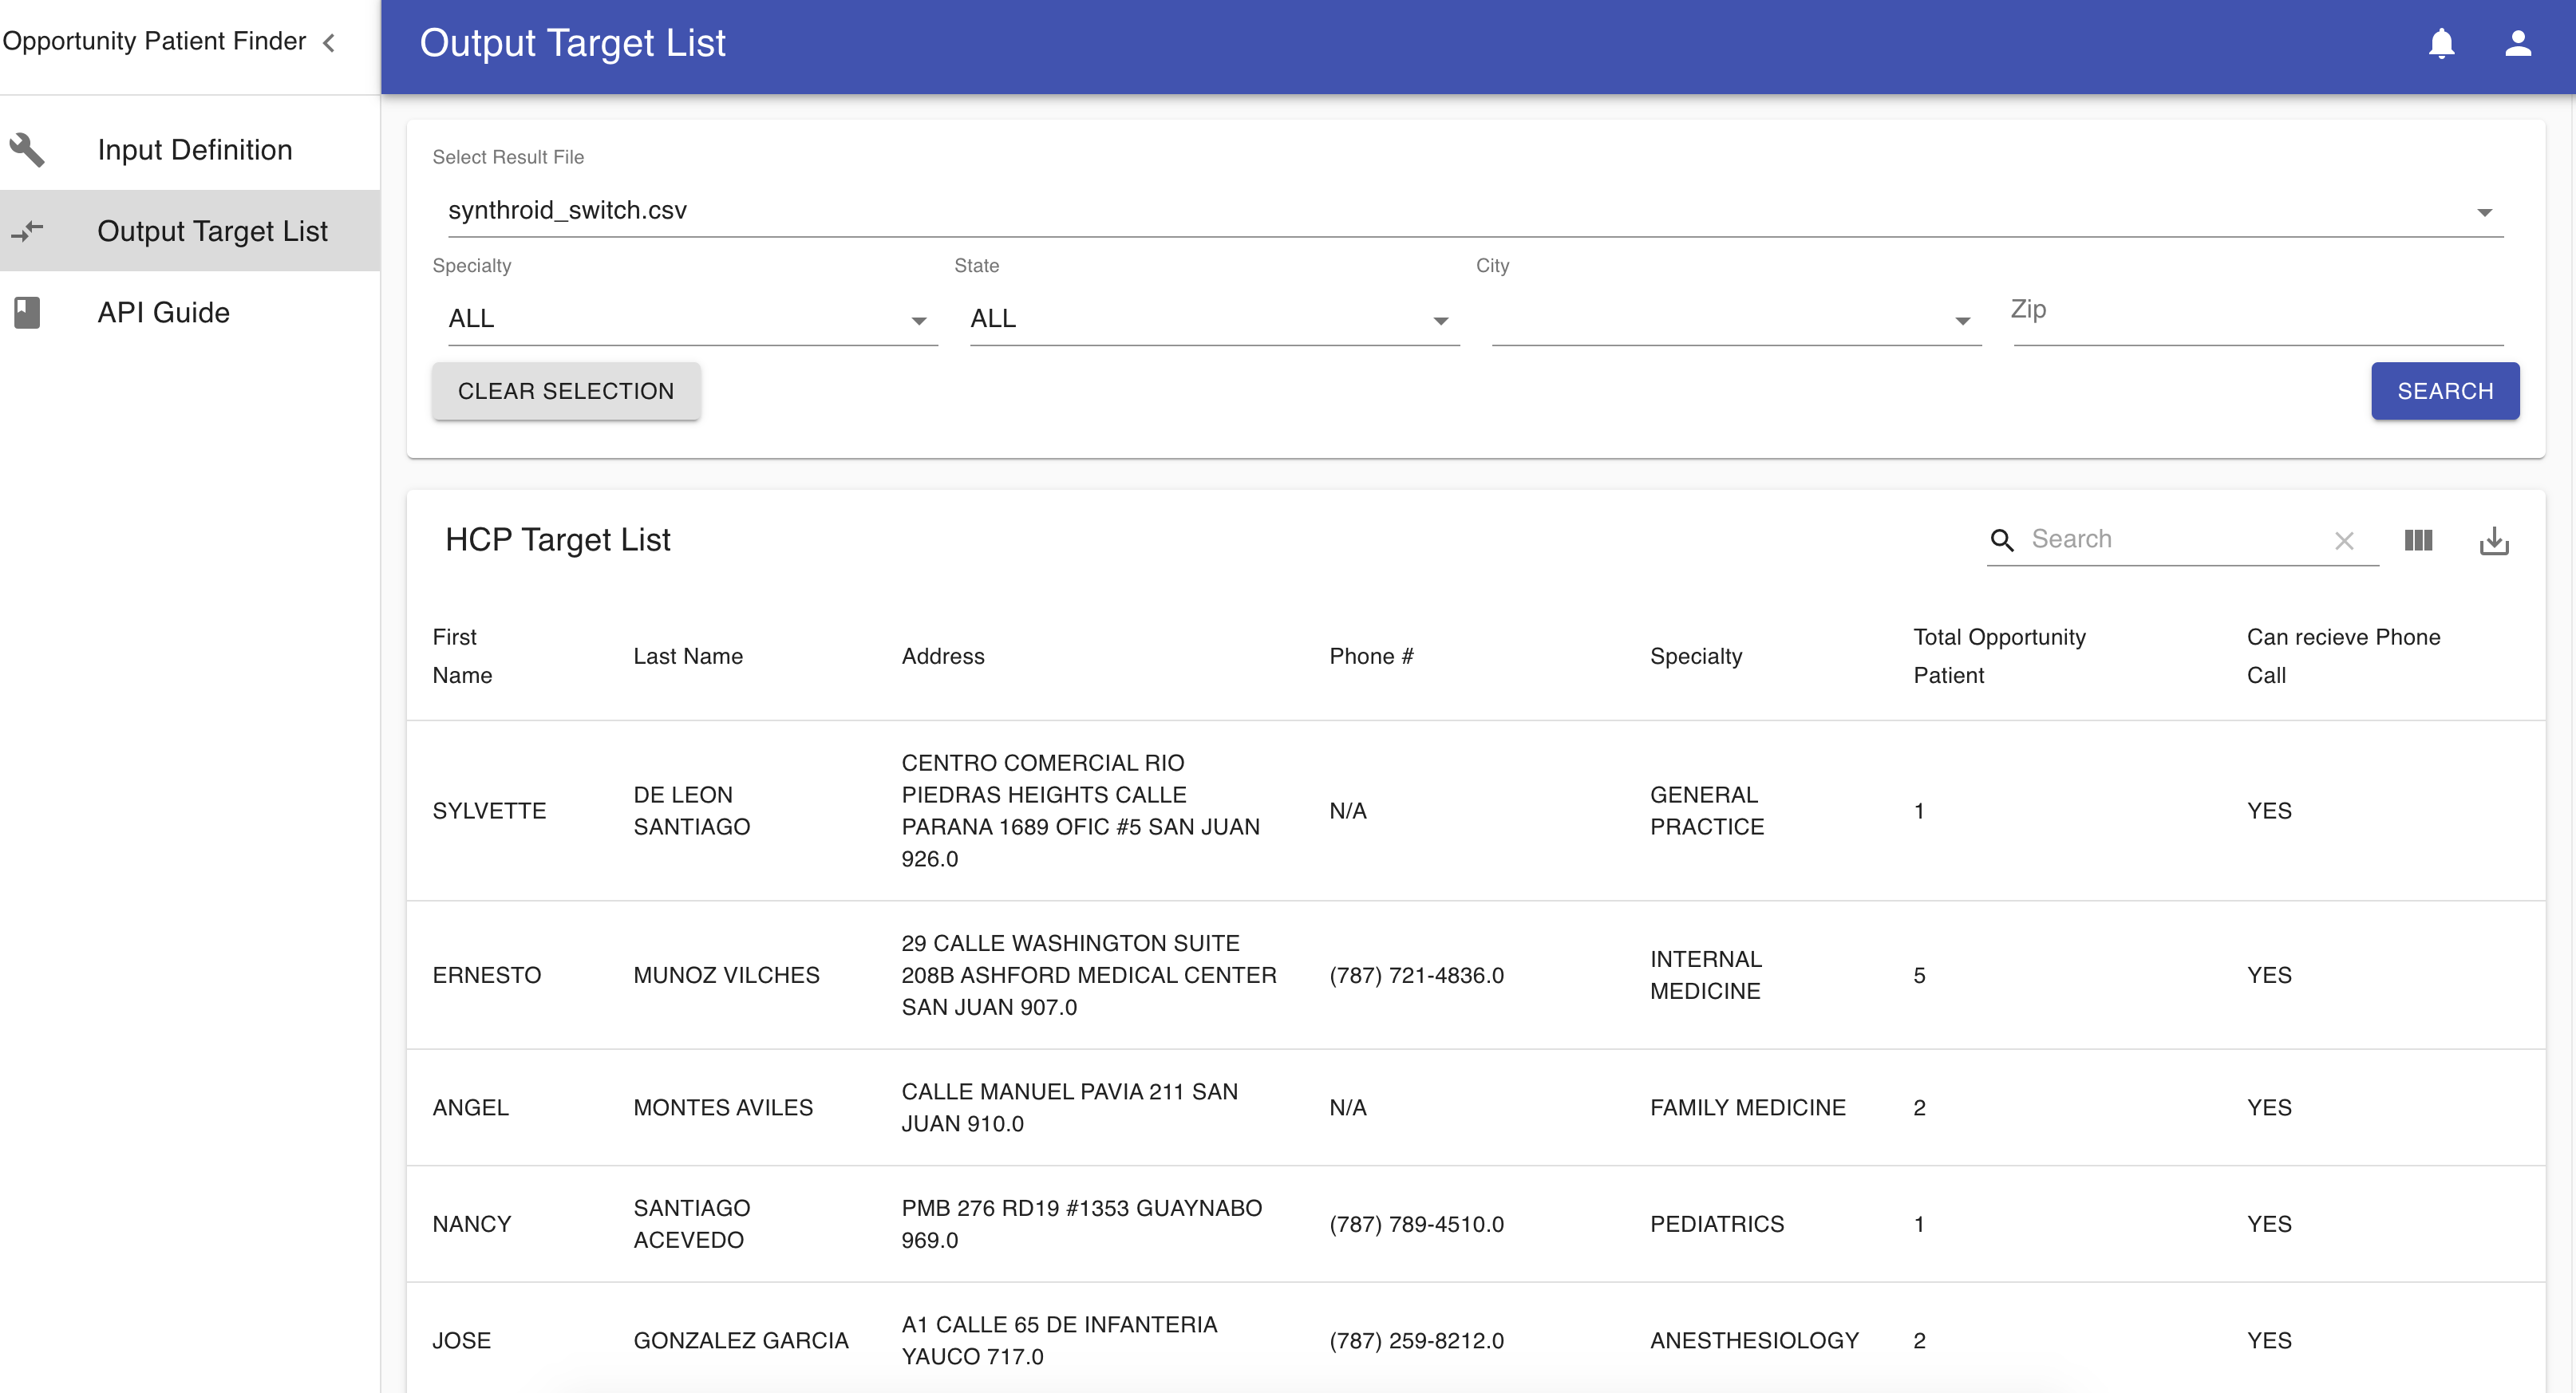 Opportunity Patient Finder
Output Target List
Input Definition
Output Target List
API Guide
Select Result File
synthroid_switch.csv
Specialty
State
City
ALL
ALL
Zip
CLEAR SELECTION
SEARCH
HCP Target List
Search
First
Name
Last Name
Address
Phone #
Specialty
Total Opportunity
Patient
Can recieve Phone
Call
SYLVETTE
DE LEON
SANTIAGO
CENTRO COMERCIAL RIO
PIEDRAS HEIGHTS CALLE
PARANA 1689 OFIC #5 SAN JUAN
926.0
N/A
GENERAL
PRACTICE
1
YES
ERNESTO
MUNOZ VILCHES
29 CALLE WASHINGTON SUITE
208B ASHFORD MEDICAL CENTER
SAN JUAN 907.0
(787) 721-4836.0
INTERNAL
MEDICINE
5
YES
ANGEL
MONTES AVILES
CALLE MANUEL PAVIA 211 SAN
JUAN 910.0
N/A
FAMILY MEDICINE
2
YES
NANCY
SANTIAGO
ACEVEDO
PMB 276 RD19 #1353 GUAYNABO
969.0
(787) 789-4510.0
PEDIATRICS
1
YES
JOSE
GONZALEZ GARCIA
A1 CALLE 65 DE INFANTERIA
YAUCO 717.0
(787) 259-8212.0
ANESTHESIOLOGY
2
YES